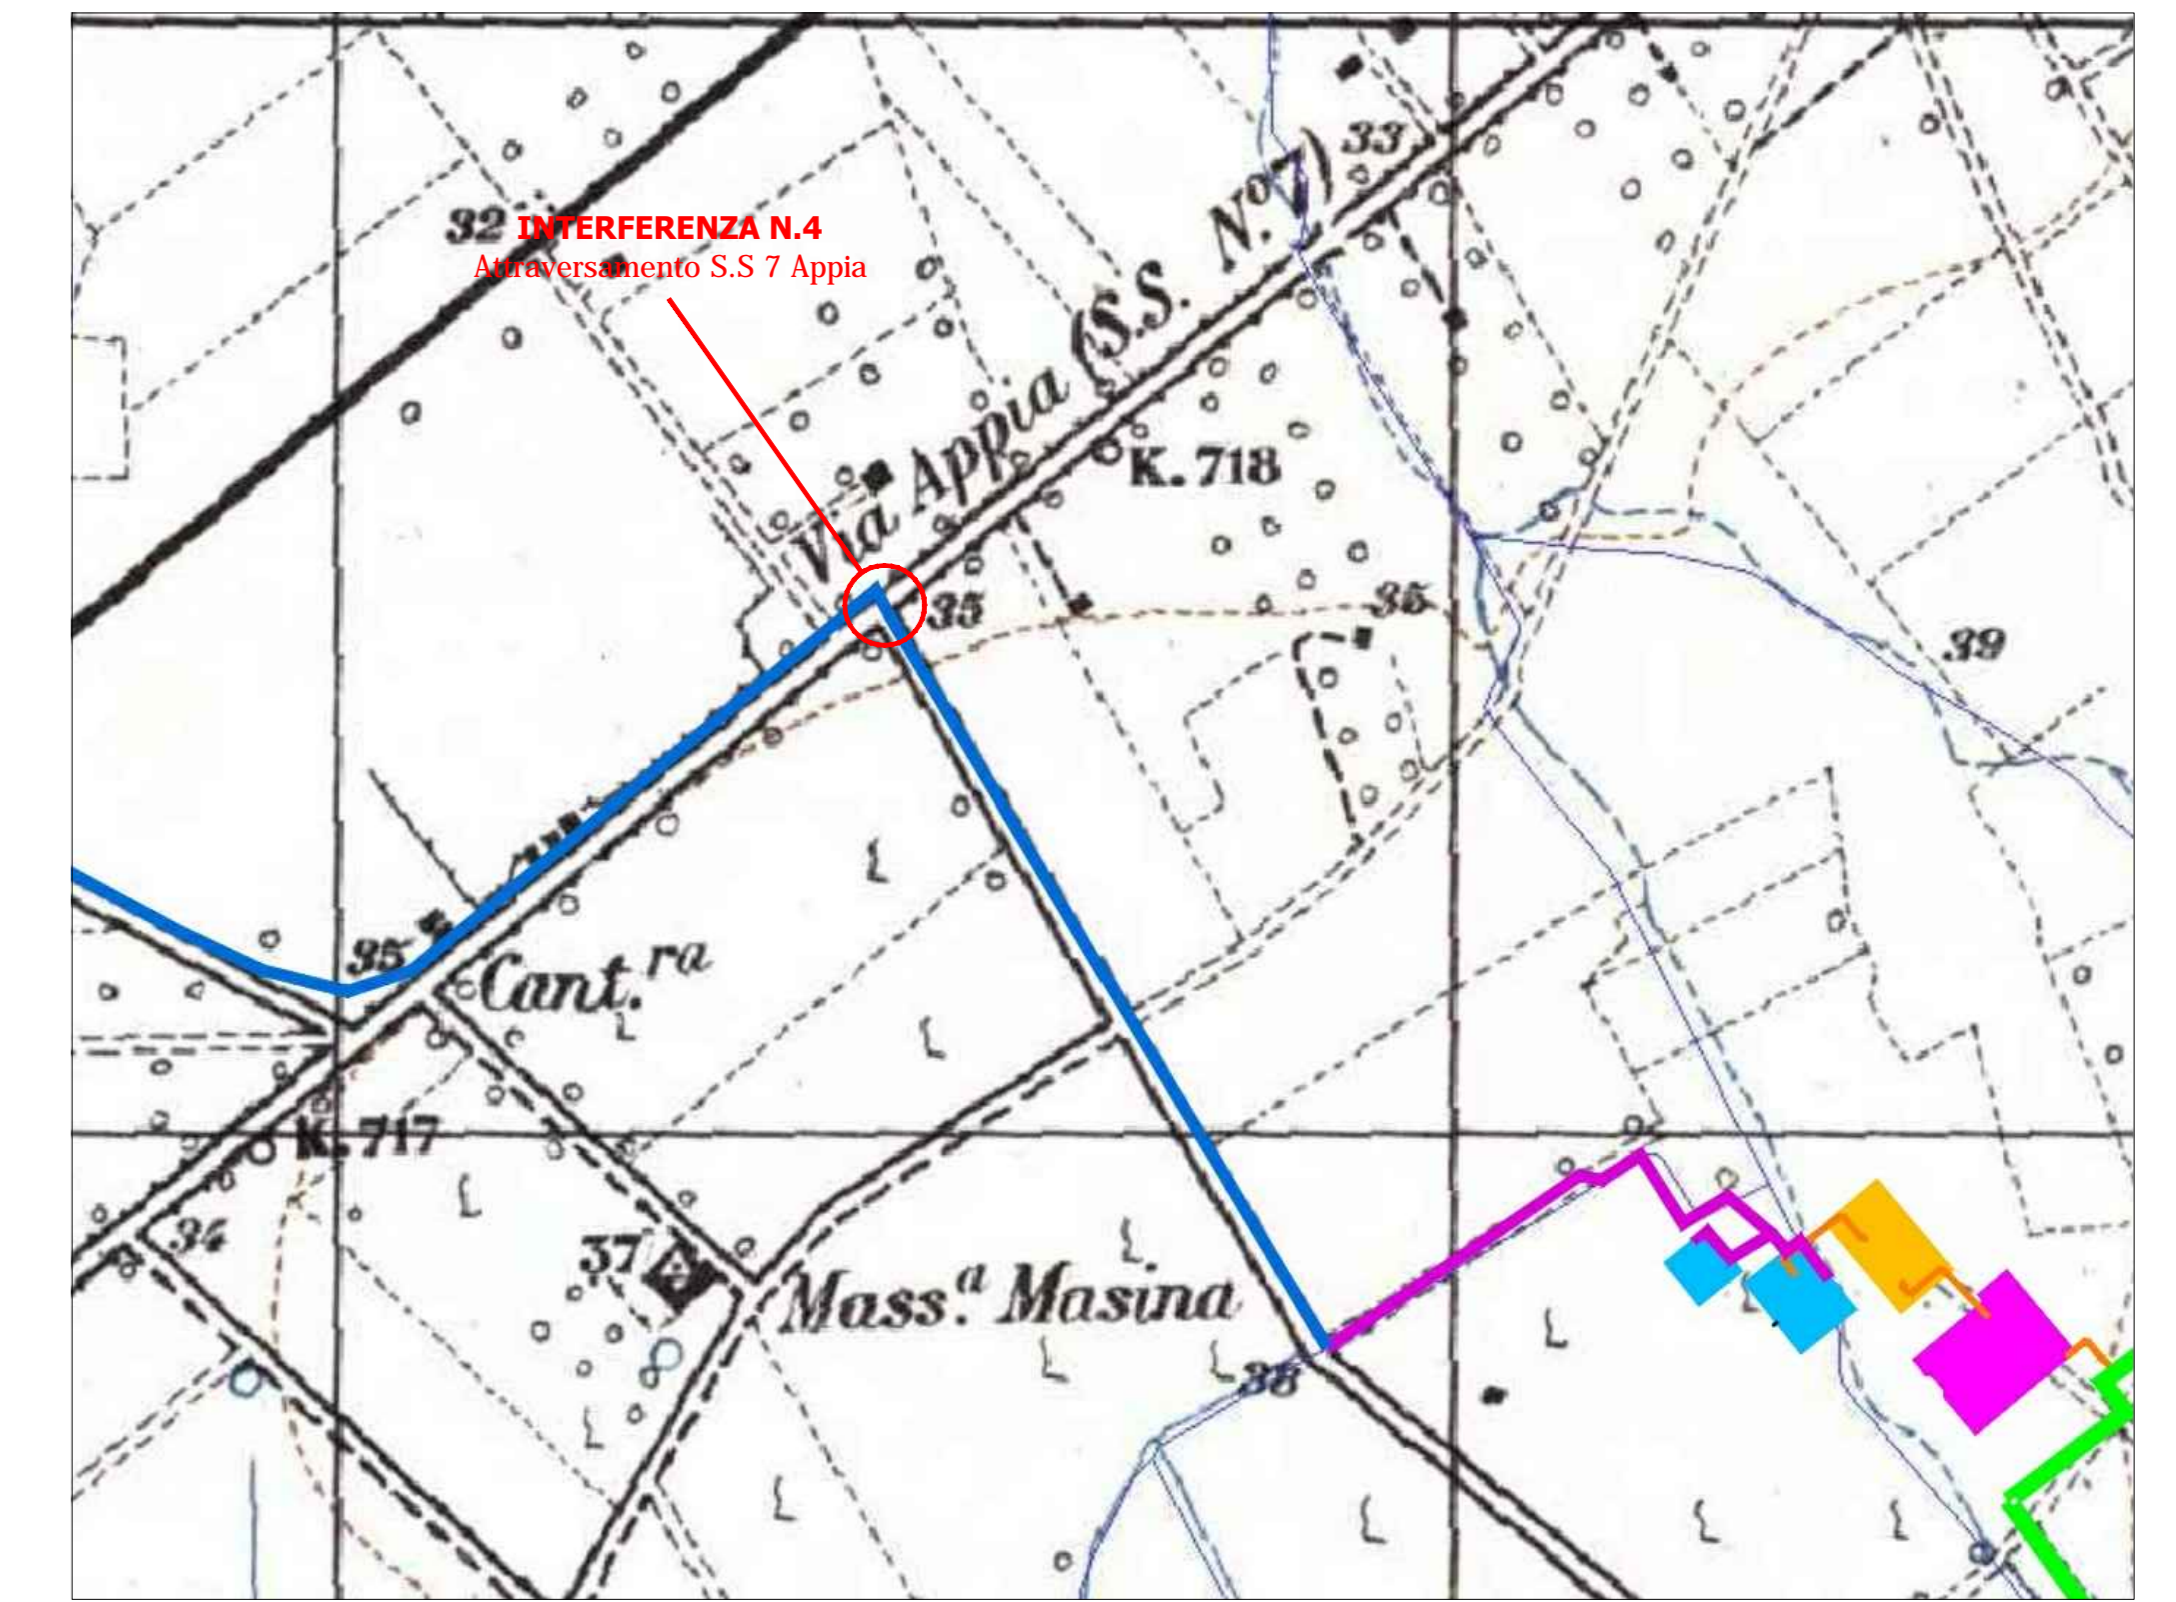 33
32 INTERFERENZA N.4
Attraversamento S.S 7 Appia
Via Appia (S.S. N.º 7)
K. 718
35
35
39
35
Cant.ra
K. 717
34
37
Mass.a Masina
38